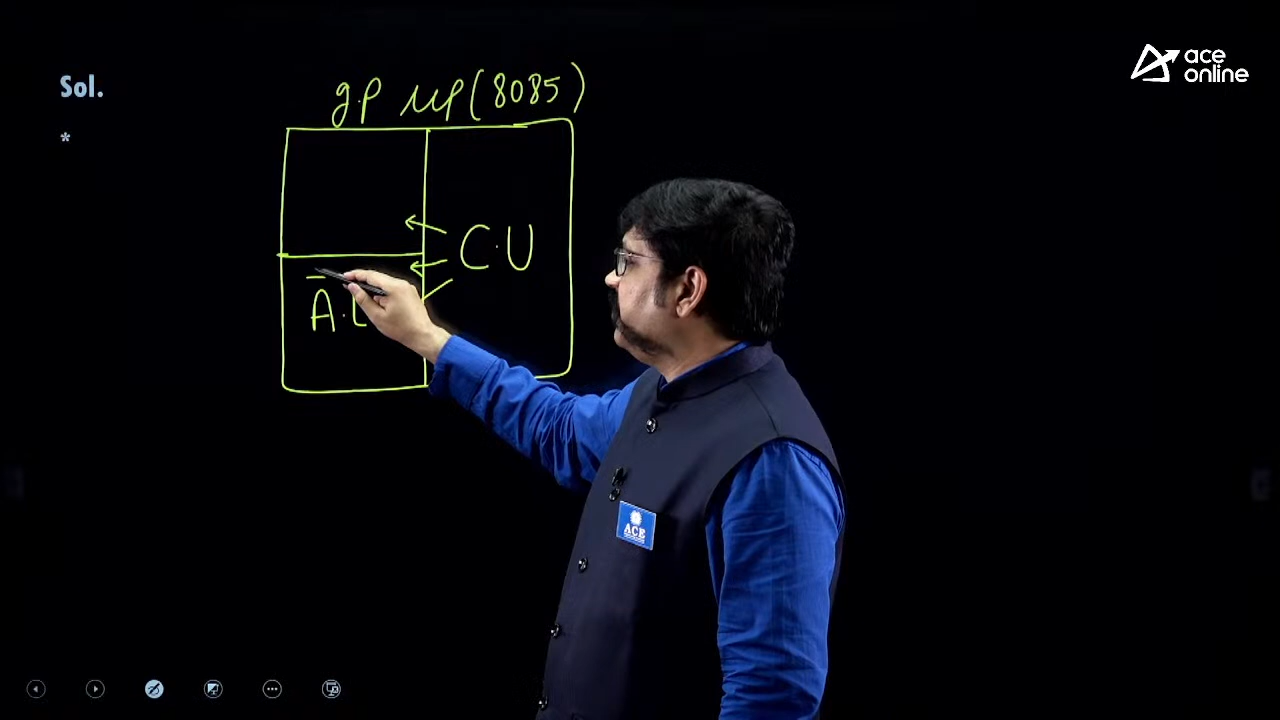 Sol.
*
g.p μp (8085)
C.U
A.L
ace
online
ACE